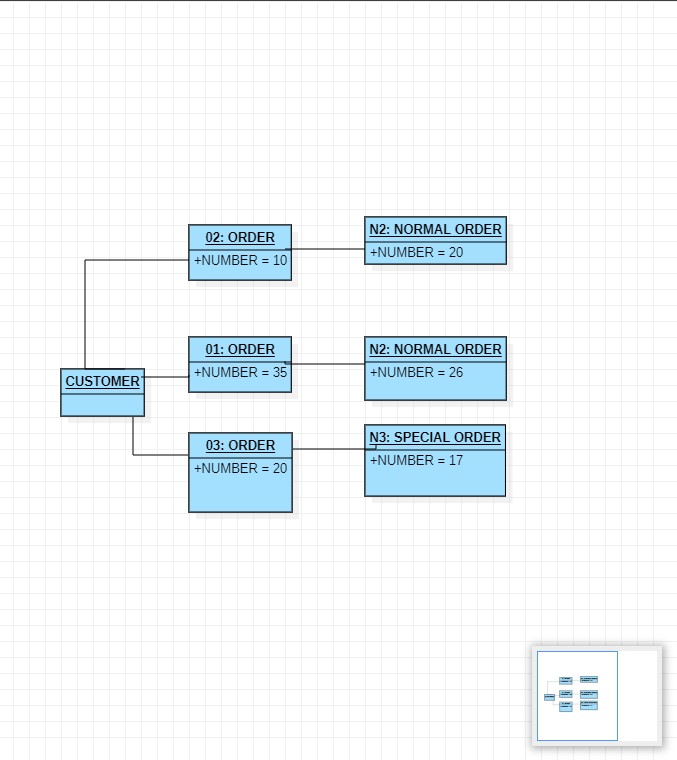 02: ORDER
+NUMBER = 10
N2: NORMAL ORDER
+NUMBER = 20
01: ORDER
+NUMBER = 35
N2: NORMAL ORDER
+NUMBER = 26
CUSTOMER
03: ORDER
+NUMBER = 20
N3: SPECIAL ORDER
+NUMBER = 17